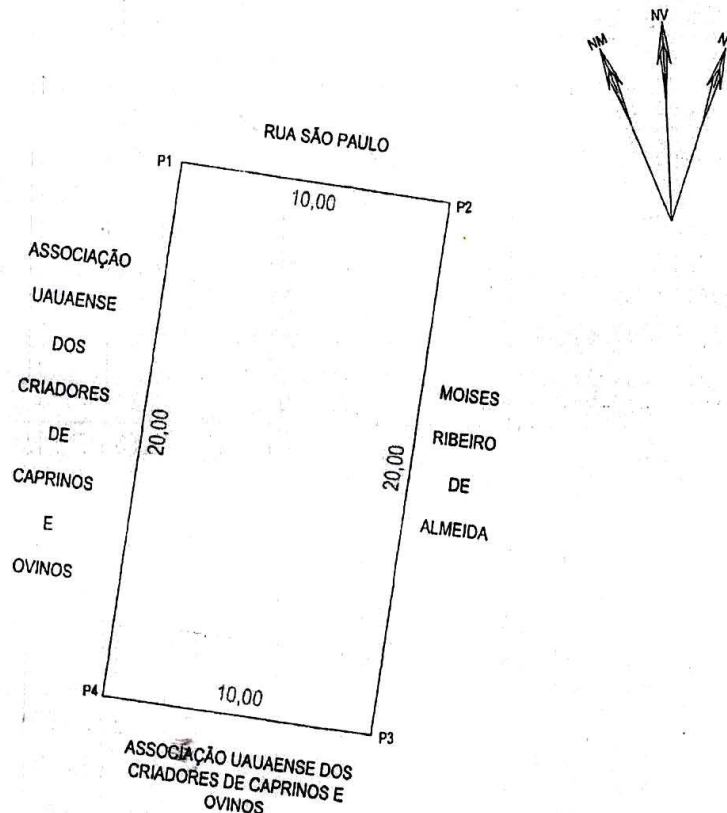 NM
NV
RUA SÃO PAULO
P1
10,00
P2
ASSOCIAÇÃO
UAUAENSE
DOS
CRIADORES
DE
CAPRINOS
E
OVINOS
20,00
20,00
MOISES
RIBEIRO
DE
ALMEIDA
P4
10,00
P3
ASSOCIAÇÃO UAUAENSE DOS
CRIADORES DE CAPRINOS E
OVINOS